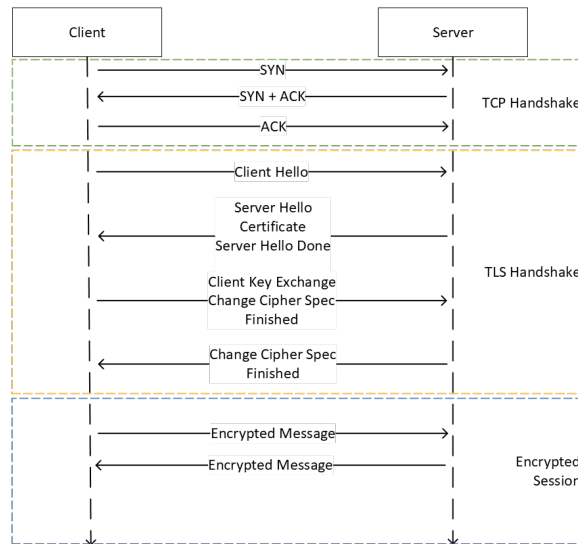 Client
Server
SYN
SYN + ACK
TCP Handshake
ACK
Client Hello
Server Hello
Certificate
Server Hello Done
TLS Handshake
Client Key Exchange
Change Cipher Spec
Finished
Change Cipher Spec
Finished
Encrypted Message
Encrypted Message
Encrypted
Session